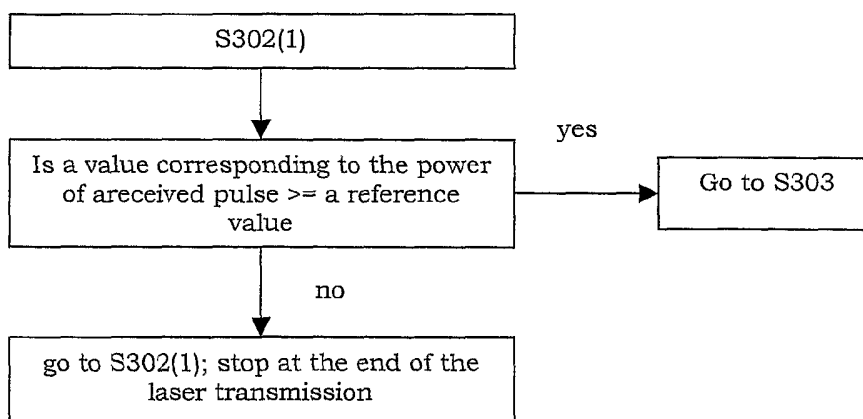 S302(1)
yes
Is a value corresponding to the power
of areceived pulse >= a reference
value
Go to S303
no
go to S302(1); stop at the end of the
laser transmission